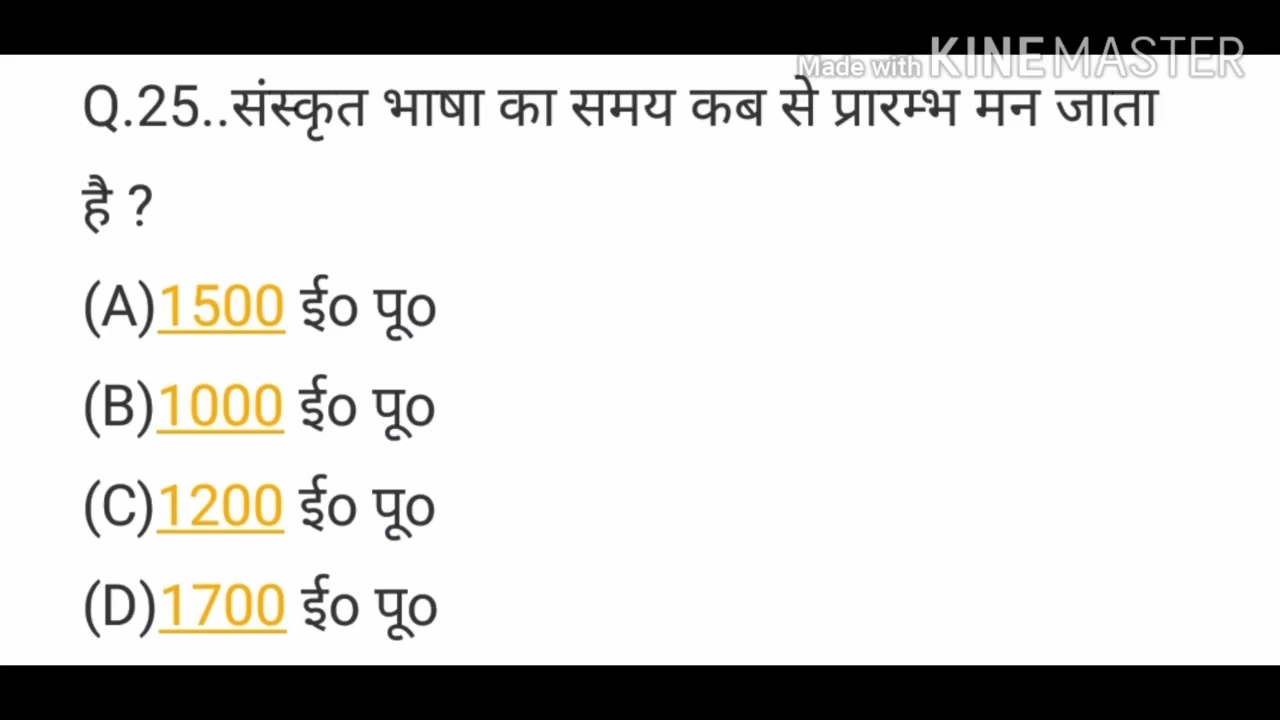 Made with KINEMASTER
Q.25..संस्कृत भाषा का समय कब से प्रारम्भ मन जाता
है ?
(A)1500 ई० पू०
(B)1000 ई० पू०
(C)1200 ई० पू०
(D)1700 ई० पू०